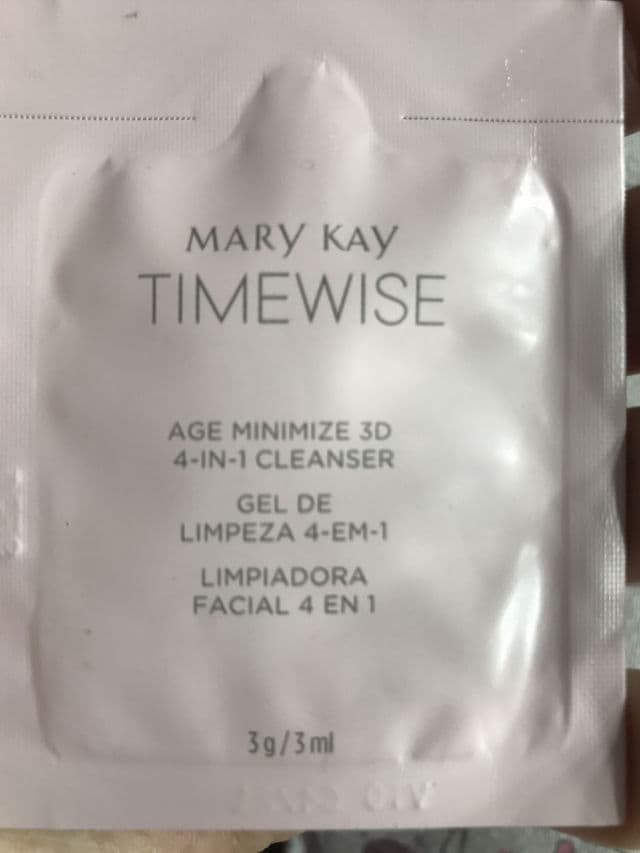 MARY KAY
TIMEWISE
AGE MINIMIZE 3D
4-IN-1 CLEANSER
GEL DE
LIMPEZA 4-EM-1
LIMPIADORA
FACIAL 4 EN 1
3g/3ml